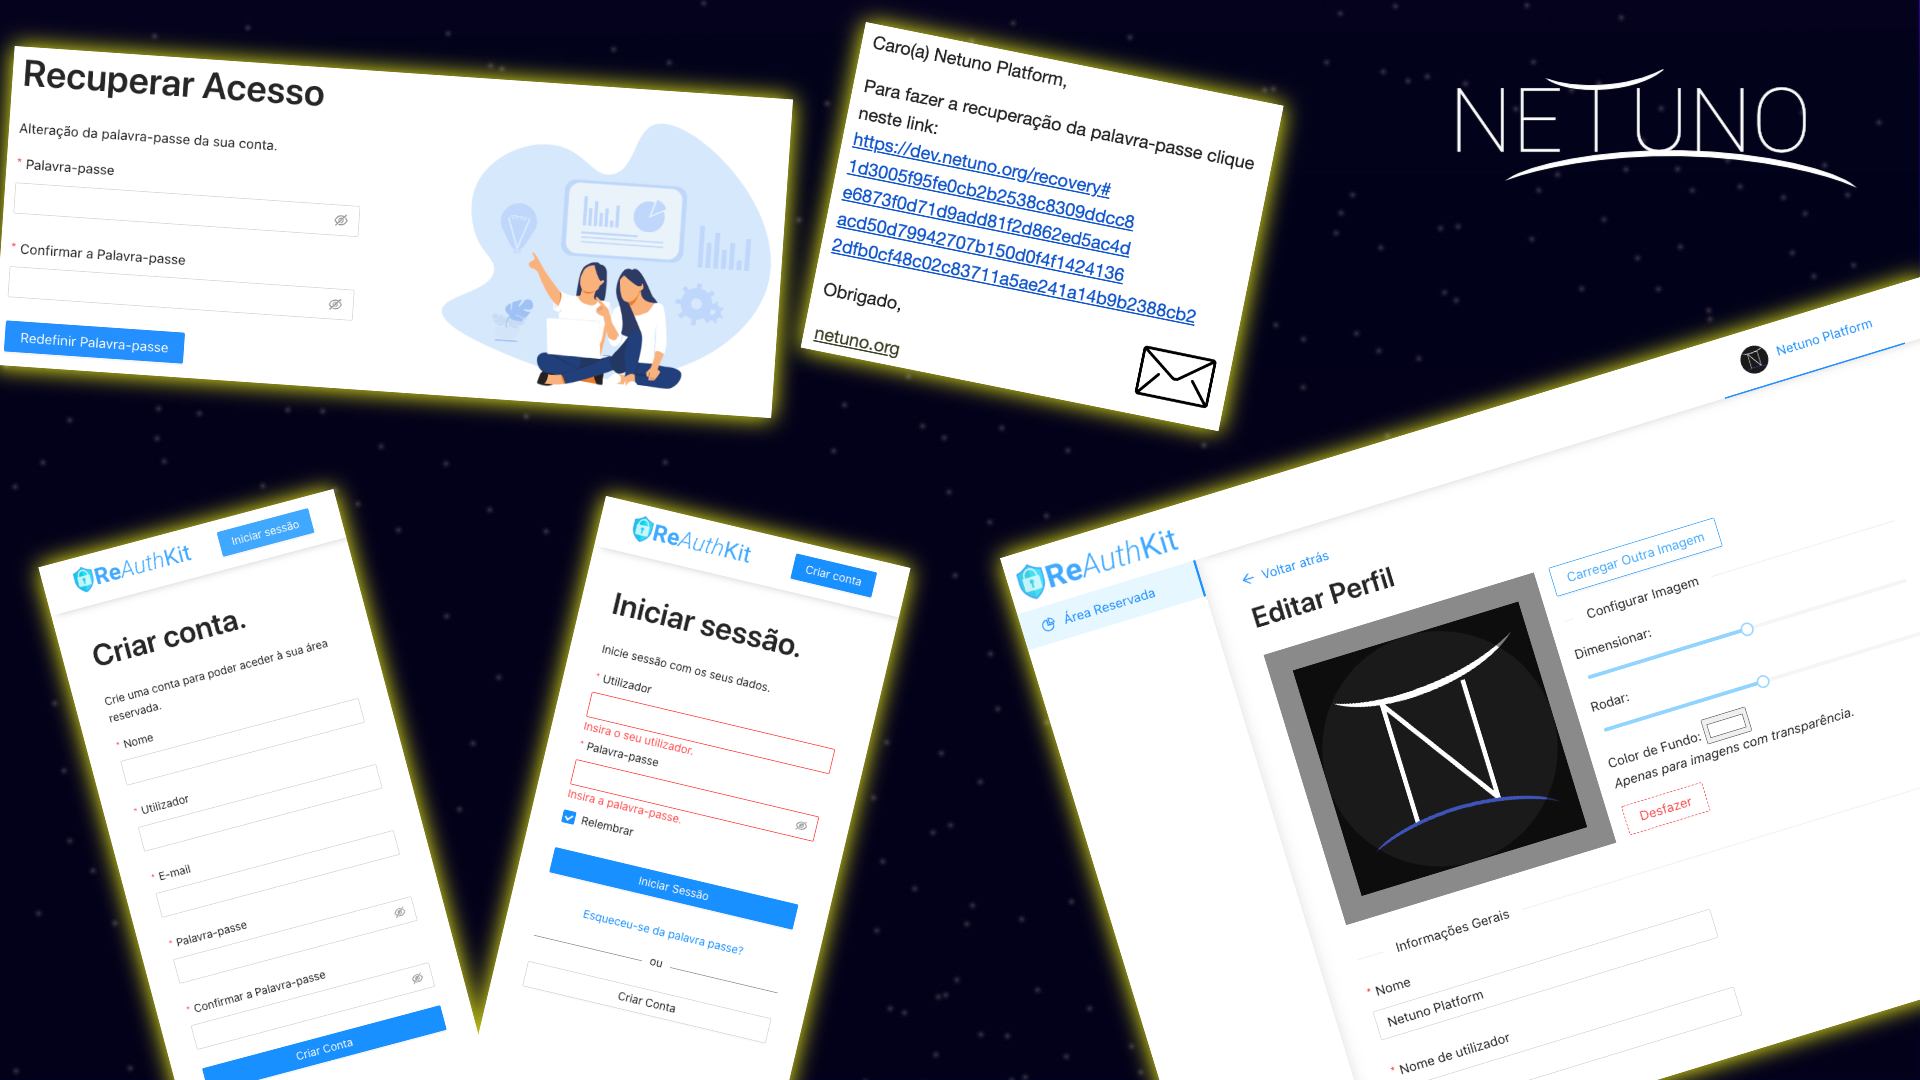 Recuperar Acesso
Alteração da palavra-passe da sua conta.
* Palavra-passe
* Confirmar a Palavra-passe
Redefinir Palavra-passe
Caro(a) Netuno Platform,
Para fazer a recuperação da palavra-passe clique
neste link:
https://dev.netuno.org/recovery#
1d3005f95fe0cb2b2538c8309ddcc8
e6873f0d71d9add81f2d862ed5ac4d
acd50d79942707b150d0f4f1424136
2dfb0cf48c02c83711a5ae241a14b9b2388cb2
Obrigado,
netuno.org
NETUNO
ReAuthKit
Iniciar sessão
Criar conta.
Crie uma conta para poder aceder à sua área
reservada.
* Nome
* Utilizador
* E-mail
* Palavra-passe
* Confirmar a Palavra-passe
Criar Conta
ReAuthKit
Criar conta
Iniciar sessão.
Inicie sessão com os seus dados.
* Utilizador
Insira o seu utilizador.
* Palavra-passe
Insira a palavra-passe.
Relembrar
Iniciar Sessão
Esqueceu-se da palavra passe?
ou
Criar Conta
Netuno Platform
ReAuthKit
Área Reservada
Voltar atrás
Editar Perfil
Carregar Outra Imagem
Configurar Imagem
Dimensionar:
Rodar:
Color de Fundo:
Apenas para imagens com transparência.
Desfazer
Informações Gerais
* Nome
Netuno Platform
* Nome de utilizador